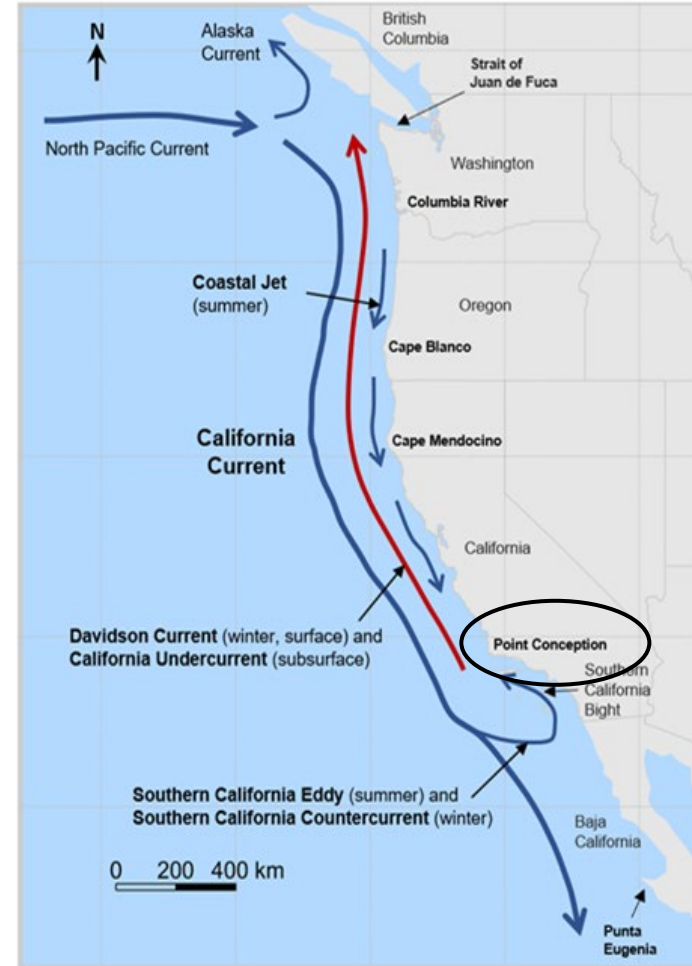 N
Alaska
Current
British
Columbia
Strait of
Juan de Fuca
North Pacific Current
Washington
Columbia River
Coastal Jet
(summer)
Oregon
Cape Blanco
California
Current
Cape Mendocino
California
Davidson Current (winter, surface) and
California Undercurrent (subsurface)
Point Conception
Southern
California
Bight
Southern California Eddy (summer) and
Southern California Countercurrent (winter)
Baja
California
0 200 400 km
Punta
Eugenia